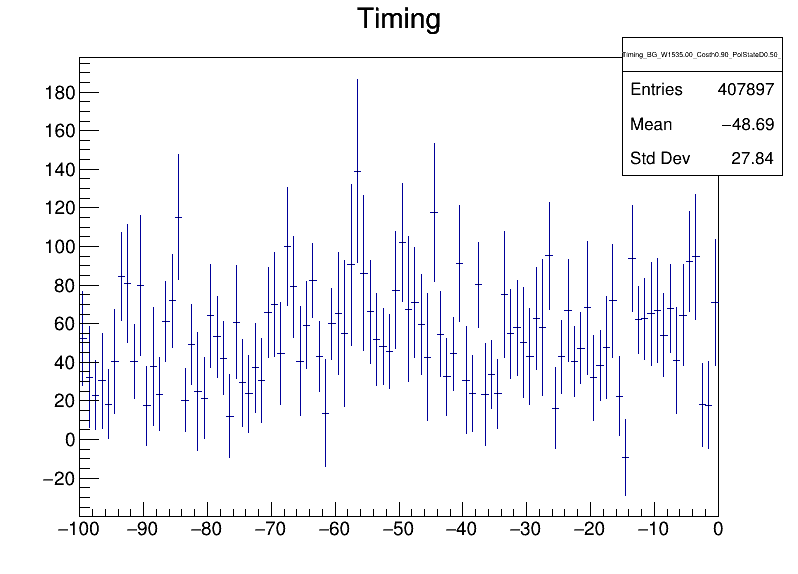 Timing
Timing_BG_W1535.00_Costh0.90_PolStateD0.50_
Entries 407897
Mean −48.69
Std Dev 27.84
180
160
140
120
100
80
60
40
20
0
−20
−100 −90 −80 −70 −60 −50 −40 −30 −20 −10 0